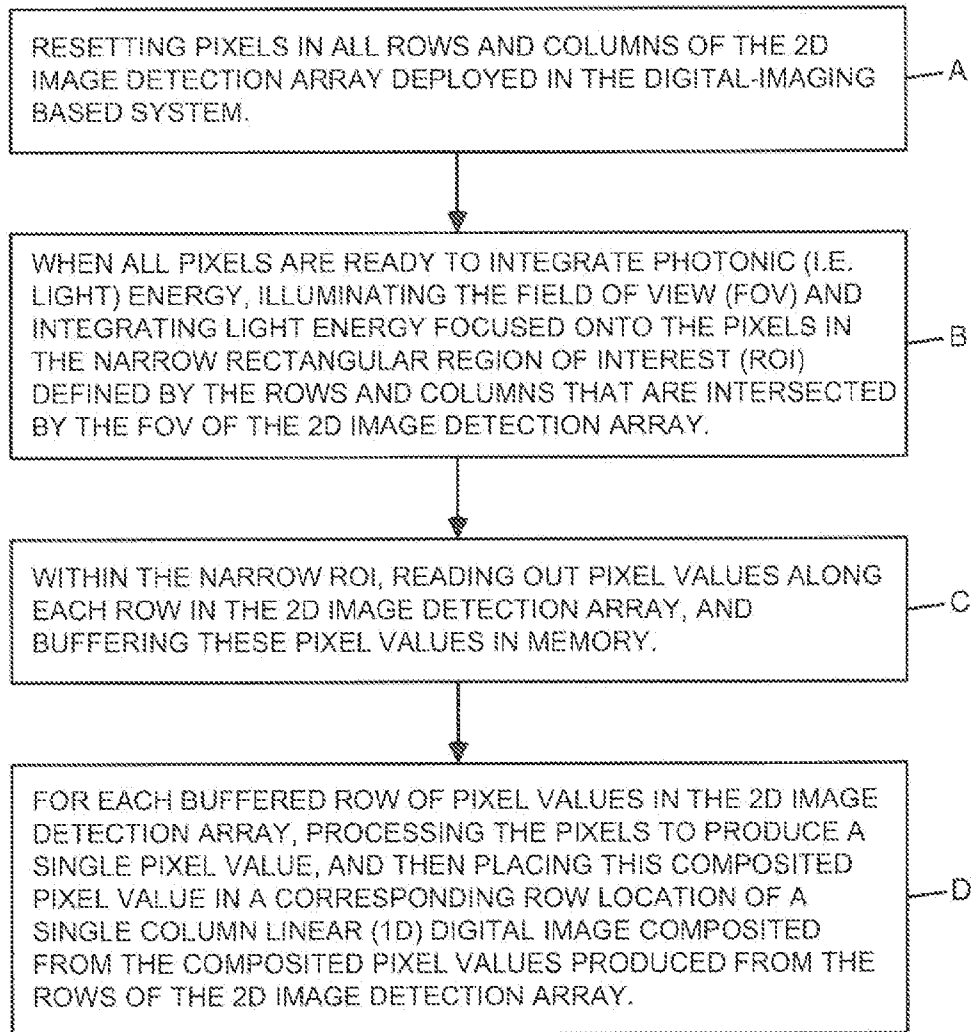 RESETTING PIXELS IN ALL ROWS AND COLUMNS OF THE 2D
IMAGE DETECTION ARRAY DEPLOYED IN THE DIGITAL-IMAGING
BASED SYSTEM.
A
WHEN ALL PIXELS ARE READY TO INTEGRATE PHOTONIC (I.E.
LIGHT) ENERGY, ILLUMINATING THE FIELD OF VIEW (FOV) AND
INTEGRATING LIGHT ENERGY FOCUSED ONTO THE PIXELS IN
THE NARROW RECTANGULAR REGION OF INTEREST (ROI)
DEFINED BY THE ROWS AND COLUMNS THAT ARE INTERSECTED
BY THE FOV OF THE 2D IMAGE DETECTION ARRAY.
B
WITHIN THE NARROW ROI, READING OUT PIXEL VALUES ALONG
EACH ROW IN THE 2D IMAGE DETECTION ARRAY, AND
BUFFERING THESE PIXEL VALUES IN MEMORY.
C
FOR EACH BUFFERED ROW OF PIXEL VALUES IN THE 2D IMAGE
DETECTION ARRAY, PROCESSING THE PIXELS TO PRODUCE A
SINGLE PIXEL VALUE, AND THEN PLACING THIS COMPOSITED
PIXEL VALUE IN A CORRESPONDING ROW LOCATION OF A
SINGLE COLUMN LINEAR (1D) DIGITAL IMAGE COMPOSITED
FROM THE COMPOSITED PIXEL VALUES PRODUCED FROM THE
ROWS OF THE 2D IMAGE DETECTION ARRAY.
D